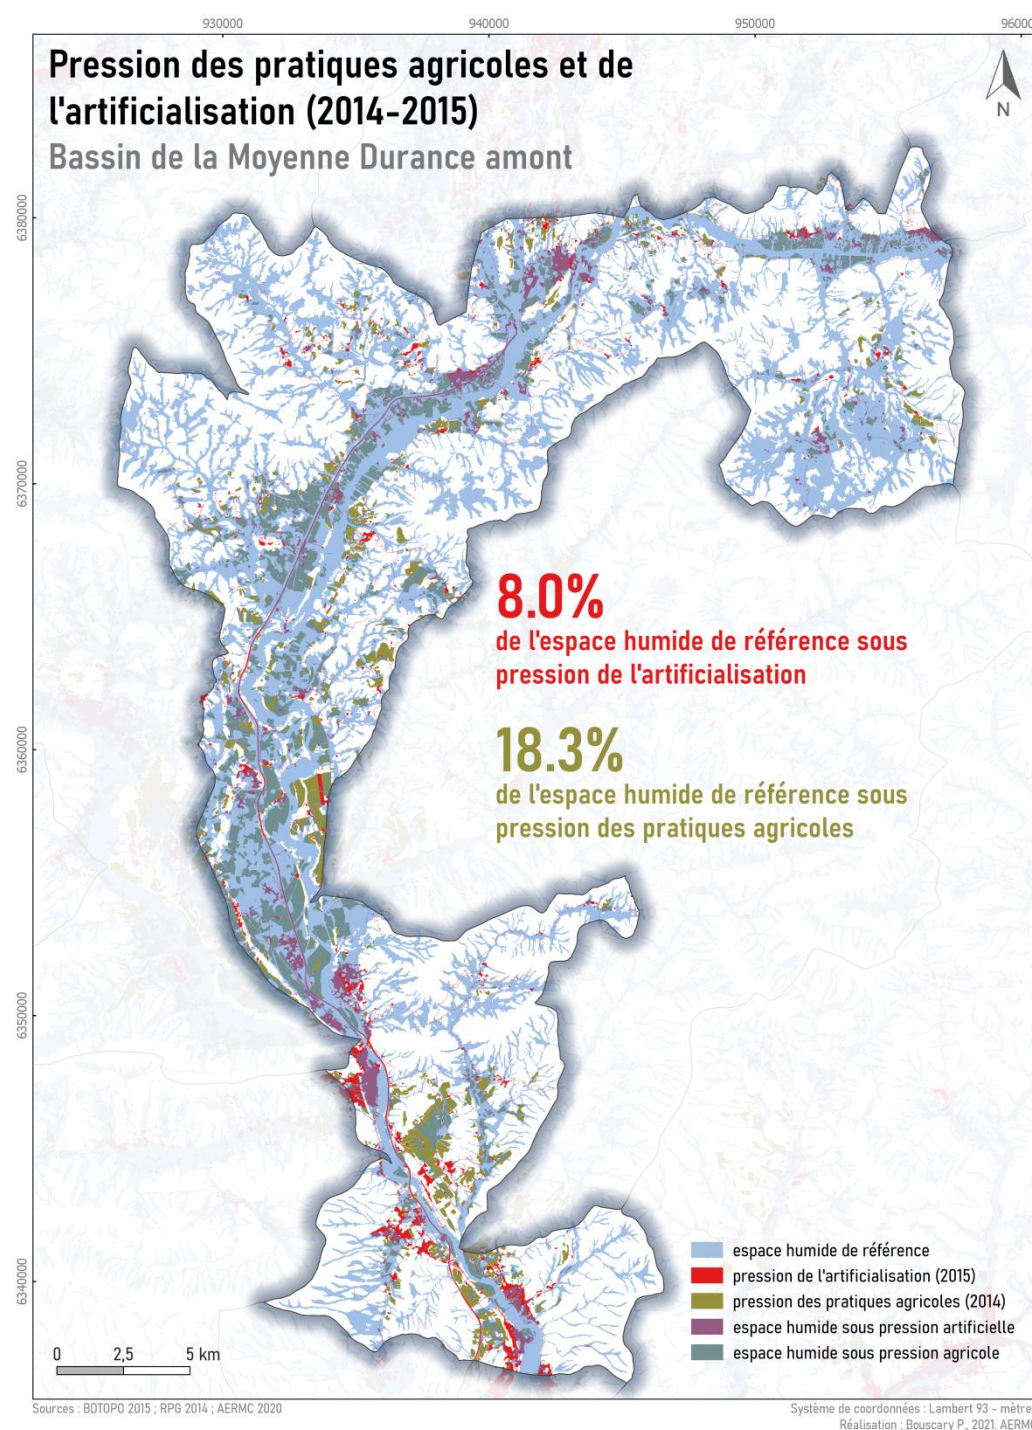 930000
940000
950000
96000
Pression des pratiques agricoles et de
l'artificialisation (2014-2015)
Bassin de la Moyenne Durance amont
N
6380000
6370000
6360000
6350000
6340000
8.0%
de l'espace humide de référence sous
pression de l'artificialisation
18.3%
de l'espace humide de référence sous
pression des pratiques agricoles
espace humide de référence
pression de l'artificialisation (2015)
pression des pratiques agricoles (2014)
espace humide sous pression artificielle
espace humide sous pression agricole
0 2,5 5 km
Sources : BDTOPO 2015 ; RPG 2014 ; AERMC 2020
Système de coordonnées : Lambert 93 - mètre
Réalisation : Bouscary P., 2021. AERMC